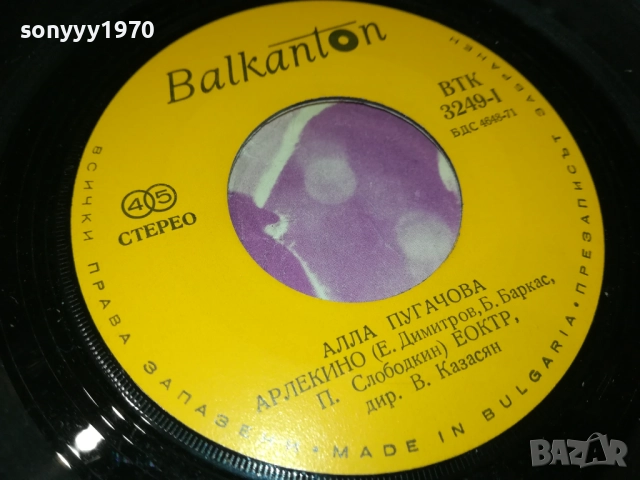 sonyyy1970
Balkanton
ВТК
3249-I
БДС 4648-71
45
СТЕРЕО
АЛЛА ПУГАЧОВА
АРЛЕКИНО (Е. Димитров, Б. Баркас,
П. Слободкин) ЕОКТР,
дир. В. Казасян
ВСИЧКИ ПРАВА ЗАПАЗЕНИ • MADE IN BULGARIA • ПРЕЗАПИСЪТ ЗАБРАНЕН
BAZAR